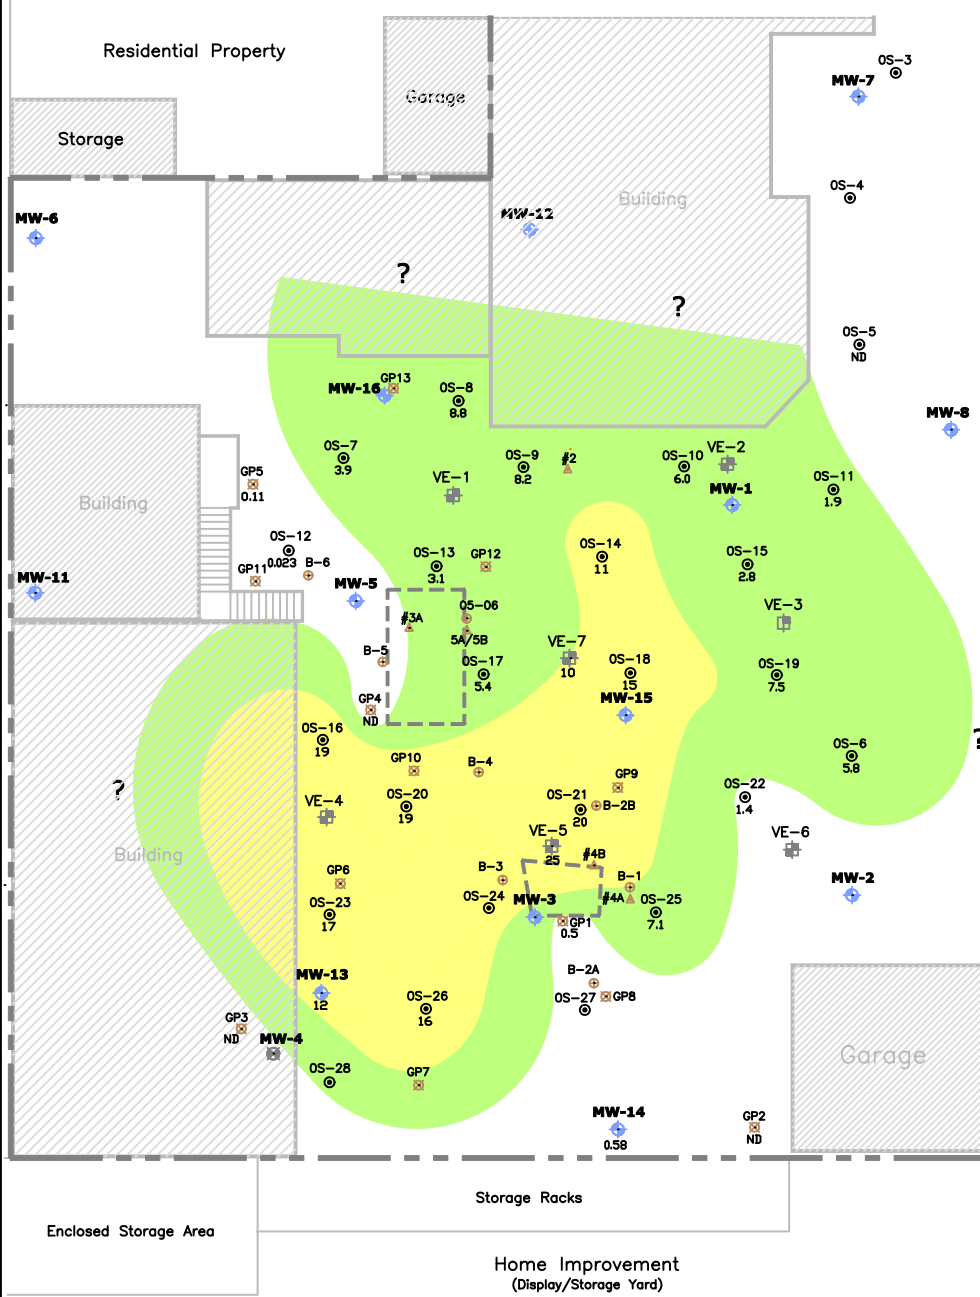 Residential Property
Garage
Storage
OS-3
MW-7
Building
OS-4
MW-6
MW-12
?
?
OS-5
ND
GP13
MW-16
OS-8
8.8
MW-8
OS-7
3.9
OS-9
8.2
#2
OS-10
6.0
VE-2
VE-1
MW-1
OS-11
1.9
GP5
0.11
Building
OS-12
0.023
B-6
GP11
OS-13
3.1
GP12
OS-14
11
OS-15
2.8
MW-11
MW-5
#3A
05-06
5A/5B
VE-3
B-5
OS-17
5.4
VE-7
10
OS-18
15
OS-19
7.5
GP4
ND
MW-15
OS-16
19
?
OS-6
5.8
GP10
B-4
GP9
OS-22
1.4
?
VE-4
OS-20
19
OS-21
20
B-2B
VE-5
25
VE-6
Building
#4B
GP6
B-3
B-1
MW-2
OS-23
17
OS-24
MW-3
#4A
OS-25
7.1
GP1
0.5
MW-13
12
B-2A
OS-26
16
OS-27
GP8
GP3
ND
MW-4
Garage
OS-28
GP7
MW-14
0.58
GP2
ND
Storage Racks
Enclosed Storage Area
Home Improvement
(Display/Storage Yard)